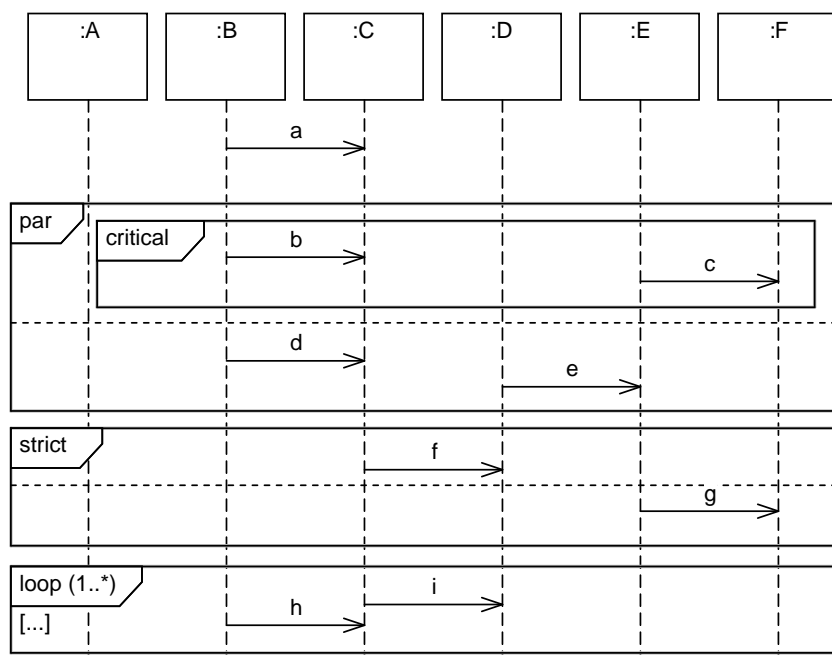 :A :B :C :D :E :F
a
par
critical
b
c
d
e
strict
f
g
loop (1..*)
i
[...]
h